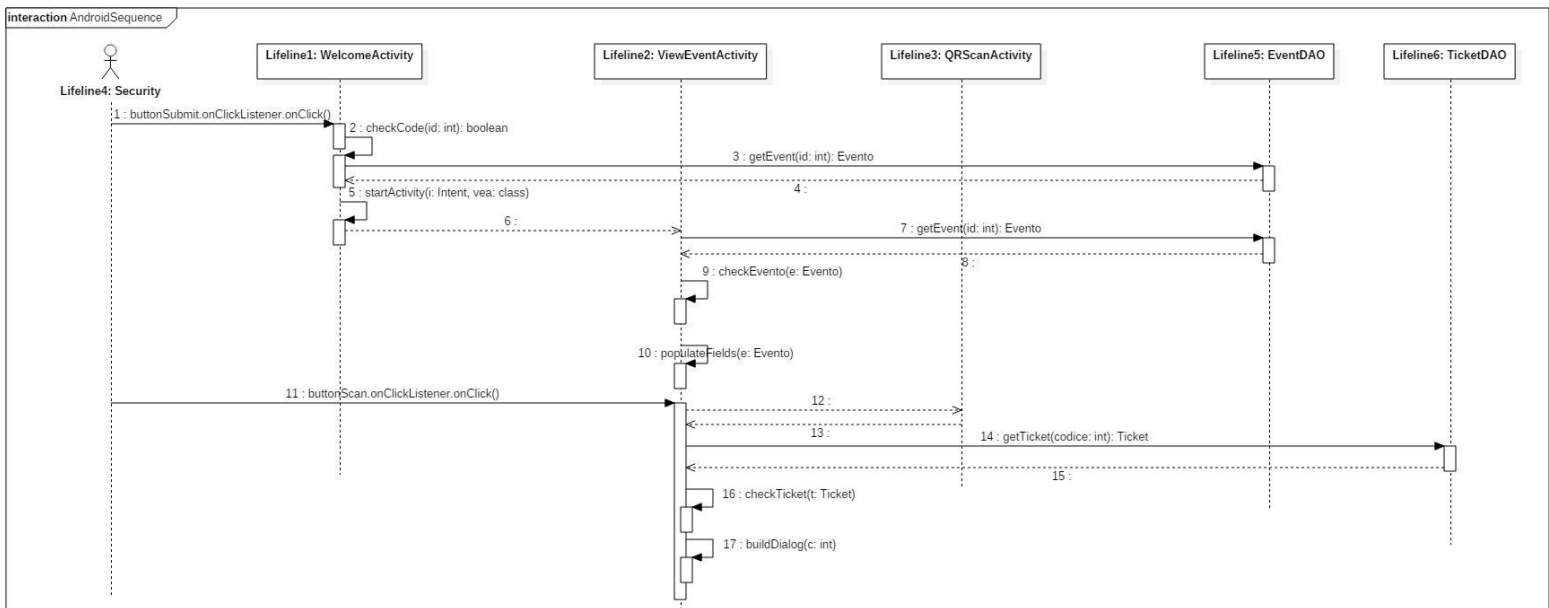 interaction AndroidSequence
Lifeline4: Security
Lifeline1: WelcomeActivity
Lifeline2: ViewEventActivity
Lifeline3: QRScanActivity
Lifeline5: EventDAO
Lifeline6: TicketDAO
1 : buttonSubmit.onClickListener.onClick()
2 : checkCode(id: int): boolean
3 : getEvent(id: int): Evento
4 :
5 : startActivity(i: Intent, vea: class)
6 :
7 : getEvent(id: int): Evento
8 :
9 : checkEvento(e: Evento)
10 : populateFields(e: Evento)
11 : buttonScan.onClickListener.onClick()
12 :
13 :
14 : getTicket(codice: int): Ticket
15 :
16 : checkTicket(t: Ticket)
17 : buildDialog(c: int)